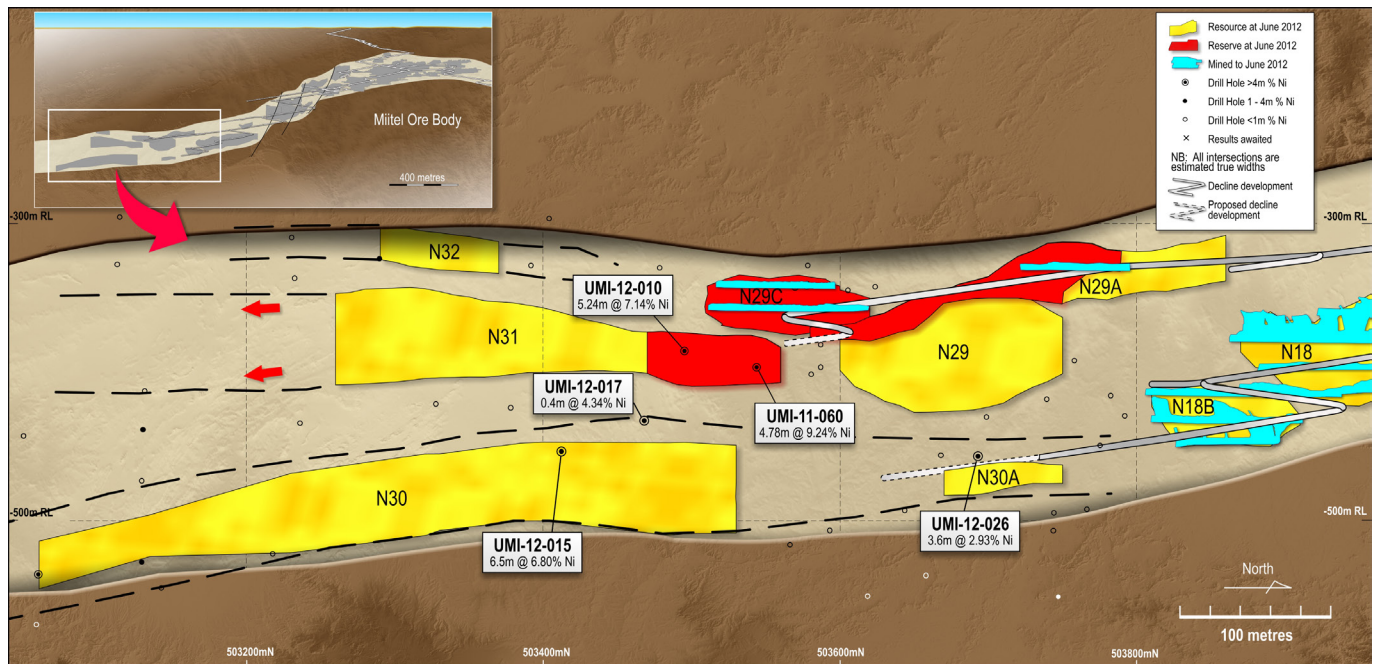 Miitel Ore Body
400 metres
Resource at June 2012
Reserve at June 2012
Mined to June 2012
Drill Hole >4m % Ni
Drill Hole 1 - 4m % Ni
Drill Hole <1m % Ni
Results awaited
NB; All intersections are
estimated true widths
Decline development
Proposed decline
development
-300m RL
-300m RL
N32
UMI-12-010
5.24m @ 7.14% Ni
N29C
N29A
N31
N29
N18
UMI-12-017
0.4m @ 4.34% Ni
UMI-11-060
4.78m @ 9.24% Ni
N18B
N30
N30A
-500m RL
-500m RL
UMI-12-015
6.5m @ 6.80% Ni
UMI-12-026
3.6m @ 2.93% Ni
North
100 metres
503200mN
503400mN
503600mN
503800mN